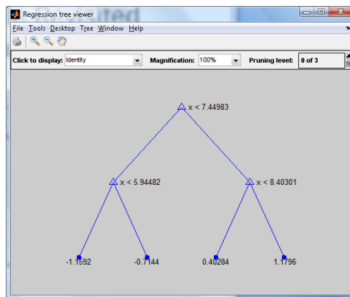 Regression tree viewer
File Tools Desktop Tree Window Help
Click to display: Identity Magnification: 100% Pruning level: 0 of 3
x < 7.44983
x < 5.94482 x < 8.40301
-1.1592 -0.7144 0.40284 1.1796